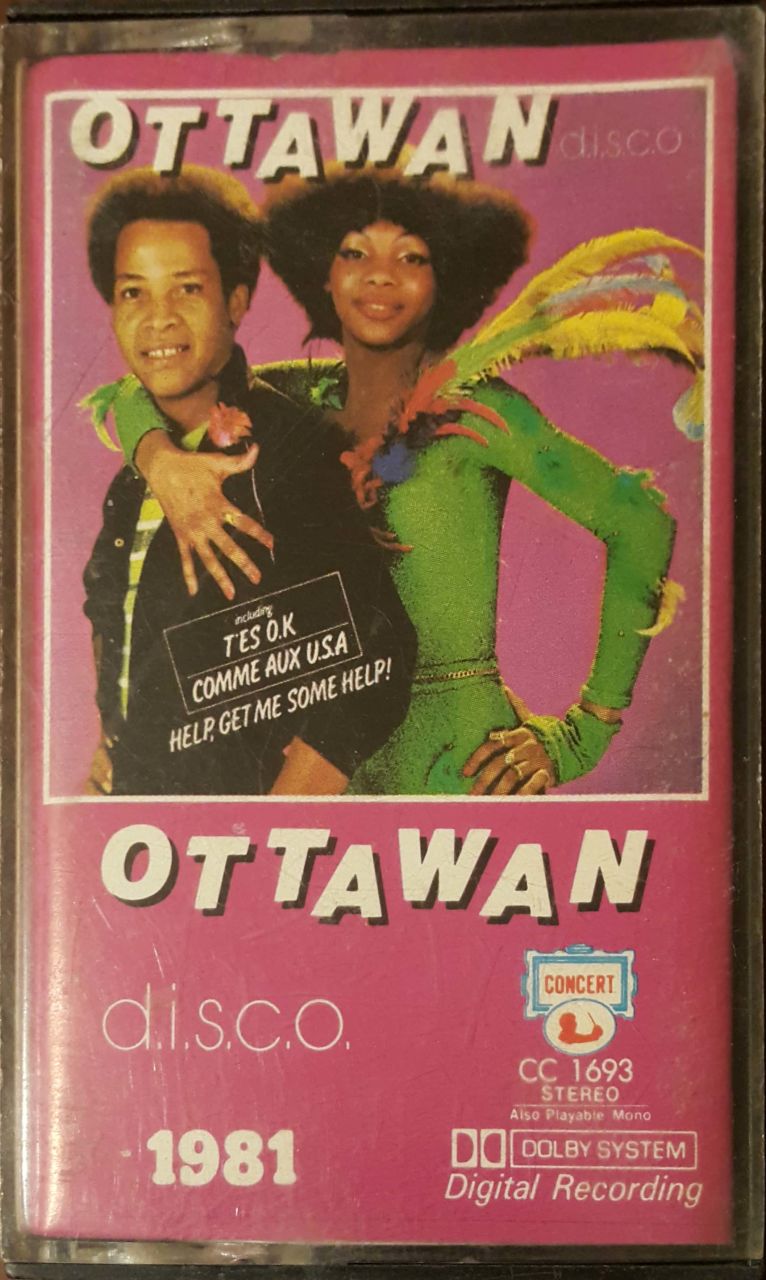 OTTAWAN d.i.s.c.o
including
T'ES O.K
COMME AUX U.S.A
HELP, GET ME SOME HELP!
OTTAWAN
d.i.s.c.o.
CONCERT
CC 1693
STEREO
Also Playable Mono
1981
DOLBY SYSTEM
Digital Recording